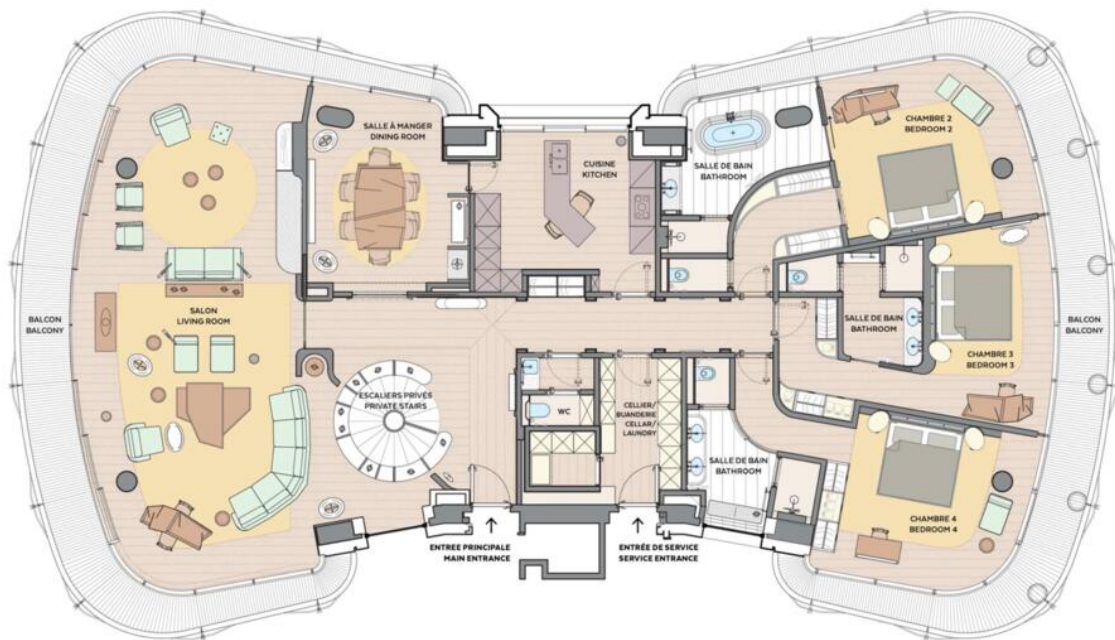 SALLE À MANGER
DINING ROOM
CUISINE
KITCHEN
SALLE DE BAIN
BATHROOM
CHAMBRE 2
BEDROOM 2
BALCON
BALCONY
SALON
LIVING ROOM
SALLE DE BAIN
BATHROOM
CHAMBRE 3
BEDROOM 3
BALCON
BALCONY
ESCALIERS PRIVÉS
PRIVATE STAIRS
WC
CELLIER/
BUANDERIE
CELLAR/
LAUNDRY
SALLE DE BAIN
BATHROOM
CHAMBRE 4
BEDROOM 4
ENTREE PRINCIPALE
MAIN ENTRANCE
ENTRÉE DE SERVICE
SERVICE ENTRANCE